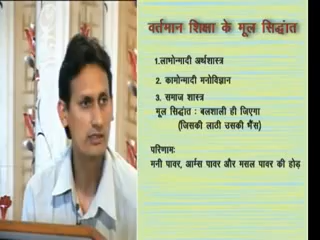 वर्तमान शिक्षा के मूल सिद्धांत
1.लाभोन्मादी अर्थशास्त्र
2. कामोन्मादी मनोविज्ञान
3. समाज शास्त्र
मूल सिद्धांत : बलशाली ही जिएगा
(जिसकी लाठी उसकी भैंस)
परिणामः
मनी पावर, आर्म्स पावर और मसल पावर की होड़